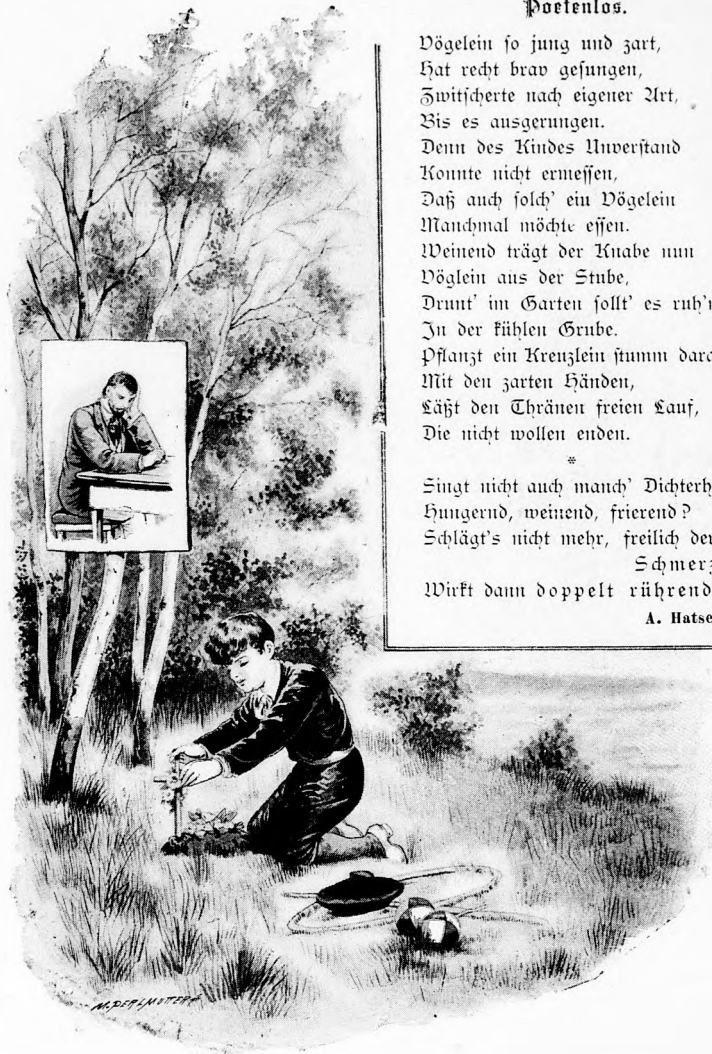 Poetenlos.
Vögelein so jung und zart,
Hat recht brav gesungen,
Zwitscherte nach eigener Art,
Bis es ausgerungen.
Denn des Kindes Unverstand
Konnte nicht ermessen,
Daß auch solch' ein Vögelein
Manchmal möchte essen.
Weinend trägt der Knabe nun
Vöglein aus der Stube,
Drunt' im Garten sollt' es ruh'n
In der kühlen Grube.
Pflanzt ein Kreuzlein stumm
Mit den zarten Händen,
Läßt den Thränen freien Lauf,
Die nicht wollen enden.
*
Singt nicht auch manch'
Hungernd, weinend, frierend?
Schlägt's nicht mehr, freilich
Schmerz
Wirkt dann doppelt rührend
A.
M. PERLMUTTER